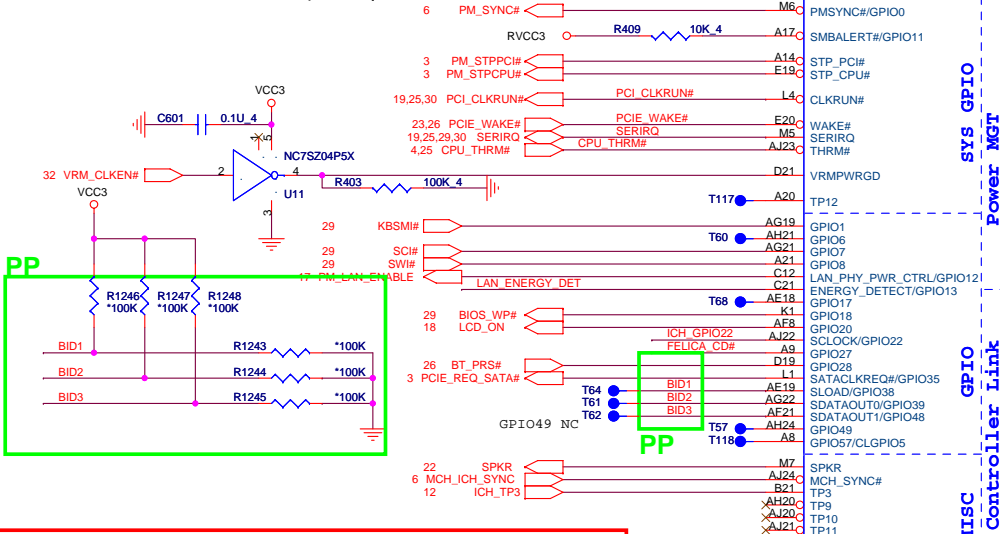 6 PM_SYNC# M6 PMSYNC#/GPIO0
RVCC3 R409 10K_4 A17 SMBALERT#/GPIO11
3 PM_STPPCI# A14 STP_PCI#
3 PM_STPCPU# E19 STP_CPU#
19,25,30 PCI_CLKRUN# PCI_CLKRUN# L4 CLKRUN#
VCC3
C601 0.1U_4
23,26 PCIE_WAKE# PCIE_WAKE# E20 WAKE#
19,25,29,30 SERIRQ SERIRQ M5 SERIRQ
4,25 CPU_THRM# CPU_THRM# AJ23 THRM#
5
NC7SZ04P5X
32 VRM_CLKEN# 2 4 D21 VRMPWRGD
U11 R403 100K_4
VCC3
3
T117 A20 TP12
29 KBSMI# AG19 GPIO1
T60 AH21 GPIO6
29 SCI# AG21 GPIO7
29 SWI# A21 GPIO8
17 PM_LAN_ENABLE C12 LAN_PHY_PWR_CTRL/GPIO12
LAN_ENERGY_DET C21 ENERGY_DETECT/GPIO13
T68 AE18 GPIO17
29 BIOS_WP# K1 GPIO18
18 LCD_ON AF8 GPIO20
ICH_GPIO22 AJ22 SCLOCK/GPIO22
FELICA_CD# A9 GPIO27
26 BT_PRS# D19 GPIO28
3 PCIE_REQ_SATA# L1 SATACLKREQ#/GPIO35
T64 BID1 AE19 SLOAD/GPIO38
T61 BID2 AG22 SDATAOUT0/GPIO39
T62 BID3 AF21 SDATAOUT1/GPIO48
GPIO49 NC T57 AH24 GPIO49
T118 A8 GPIO57/CLGPIO5
PP
PP
R1246 R1247 R1248
*100K *100K *100K
BID1 R1243 *100K
BID2 R1244 *100K
BID3 R1245 *100K
22 SPKR M7 SPKR
6 MCH_ICH_SYNC AJ24 MCH_SYNC#
12 ICH_TP3 B21 TP3
AH20 TP9
AJ20 TP10
AJ21 TP11
SYS GPIO
Power MGT
GPIO
Controller Link